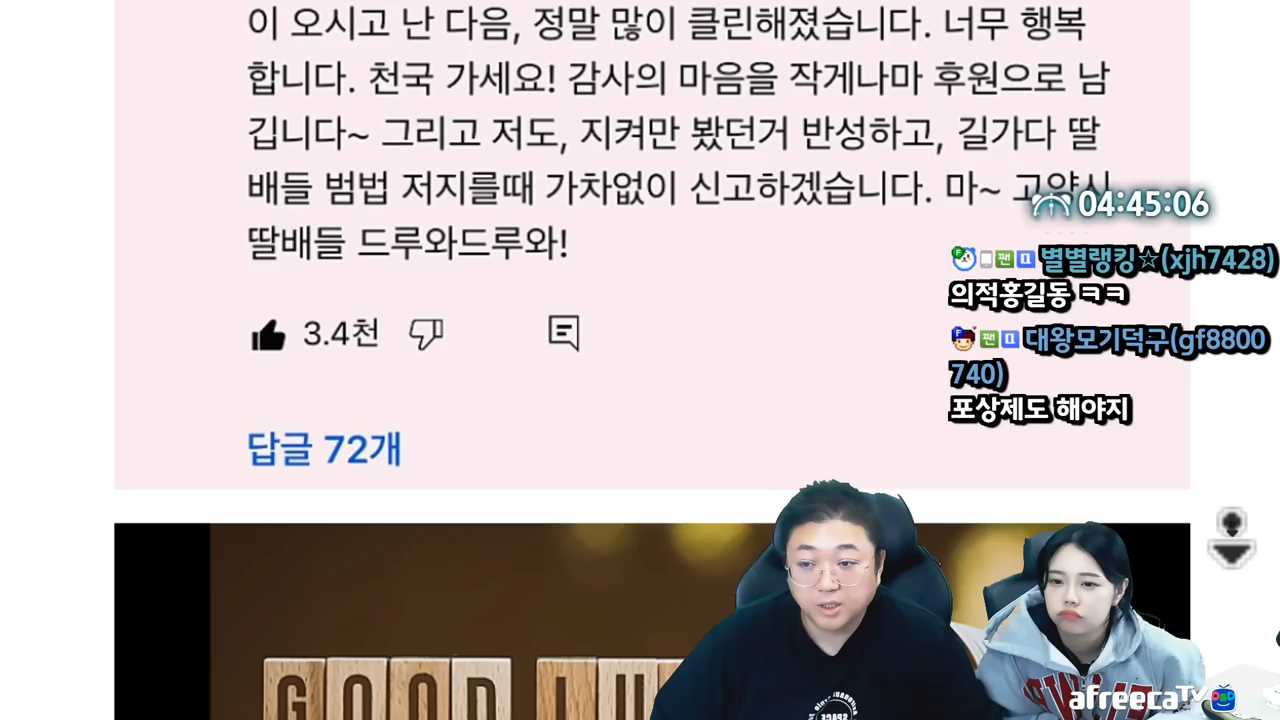 이 오시고 난 다음, 정말 많이 클린해졌습니다. 너무 행복
합니다. 천국 가세요! 감사의 마음을 작게나마 후원으로 남
깁니다~ 그리고 저도, 지켜만 봤던거 반성하고, 길가다 딸
배들 범법 저지를때 가차없이 신고하겠습니다. 마~ 고양시
딸배들 드루와드루와!
04:45:06
별별랭킹☆(xjh7428)
의적홍길동 ㅋㅋ
대왕모기덕구(gf8800
740)
포상제도 해야지
3.4천
답글 72개
GOOD LU
afreecaTV